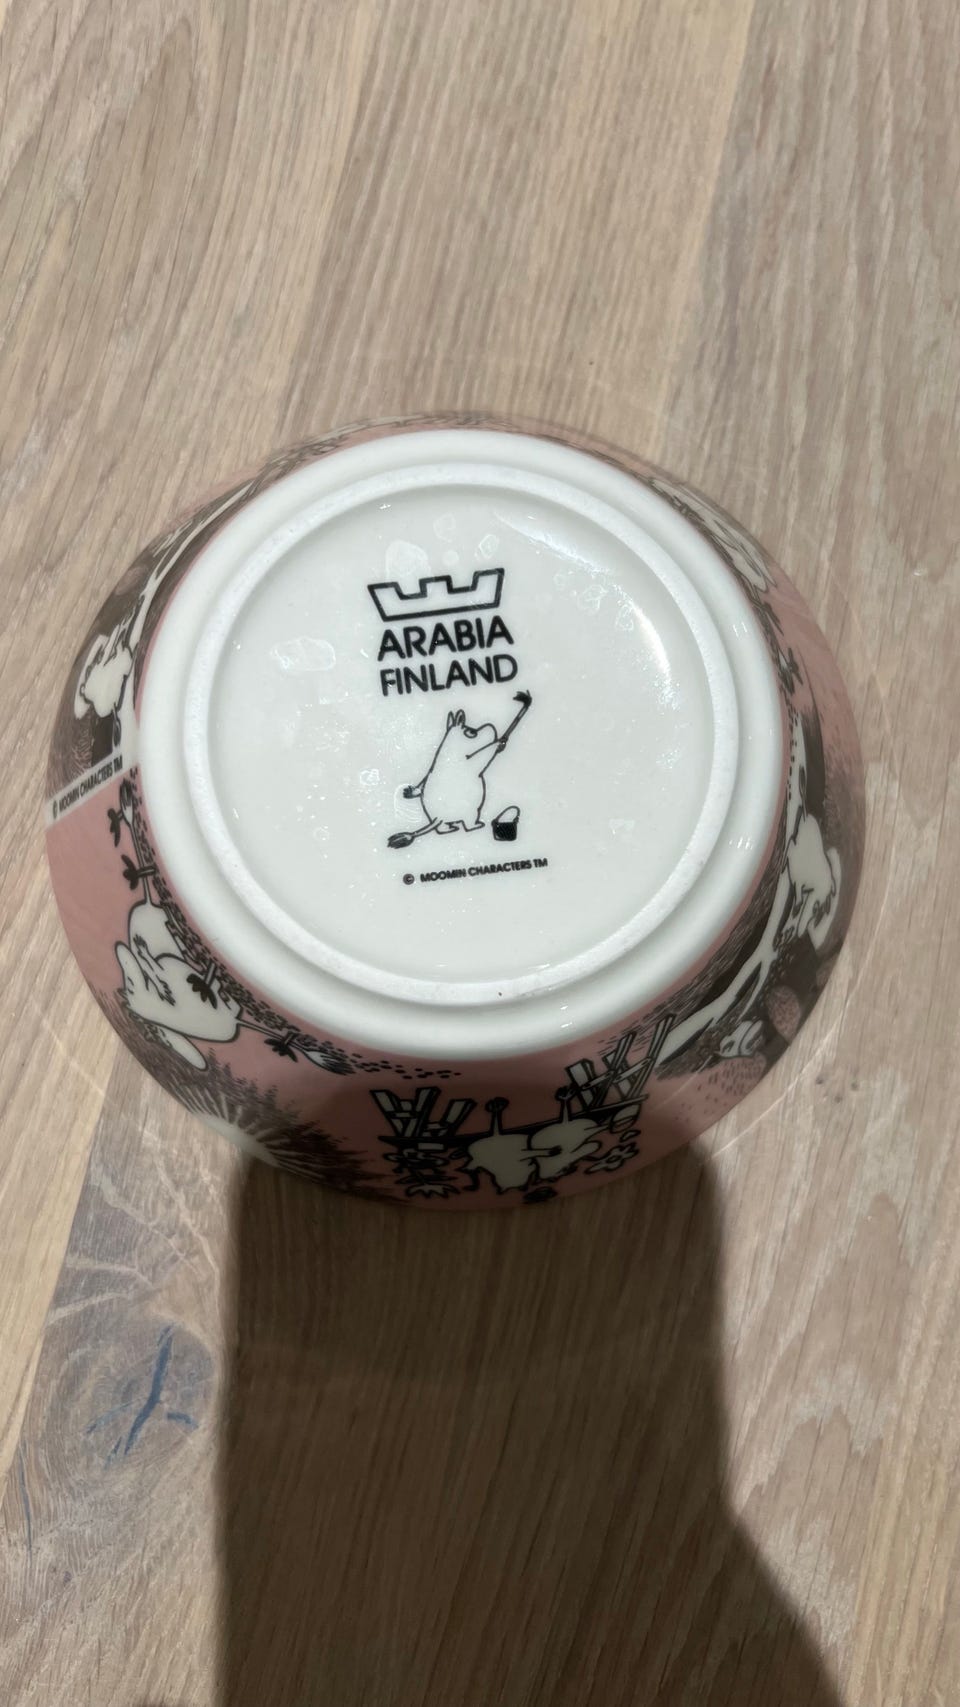 ARABIA
FINLAND
© MOOMIN CHARACTERS TM
© MOOMIN CHARACTERS TM